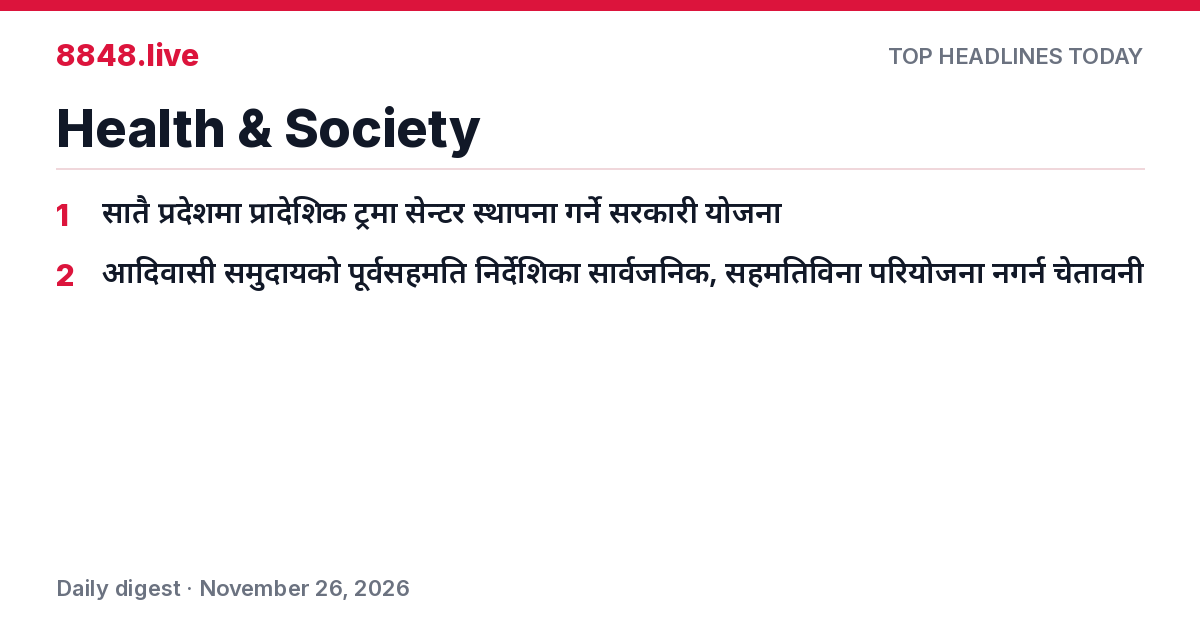 8848.live
TOP HEADLINES TODAY
Health & Society
1 सातै प्रदेशमा प्रादेशिक ट्रमा सेन्टर स्थापना गर्ने सरकारी योजना
2 आदिवासी समुदायको पूर्वसहमति निर्देशिका सार्वजनिक, सहमतिविना परियोजना नगर्न चेतावनी
Daily digest · November 26, 2026